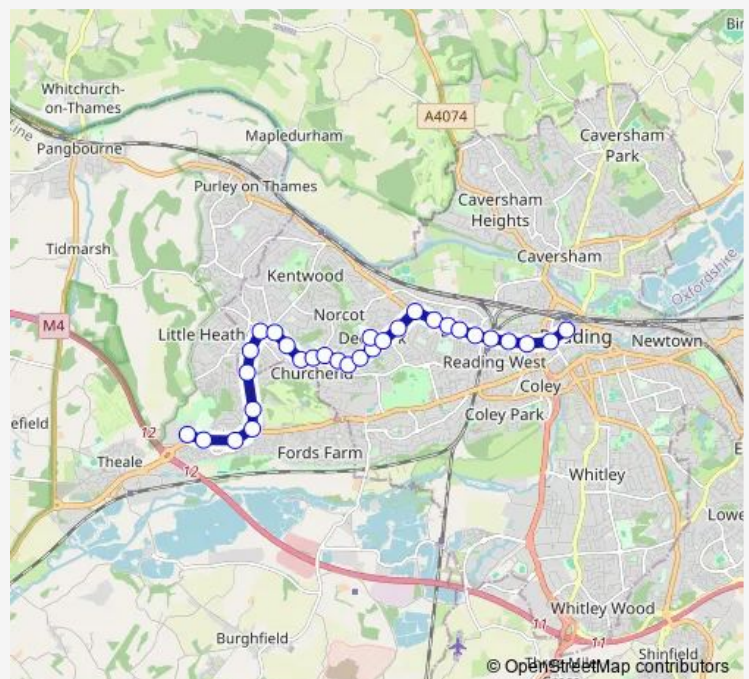 Bir
Whitchurch-
on-Thames
A4074
Line
Pangbourne
Mapledurham
Caversham
Park
Purley on Thames
Caversham
Heights
Tidmarsh
Caversham
Kentwood
Oxfordshire
M4
Norcot
Little Heath
Reading
Newtown
Reading West
Churchend
Coley
Coley Park
efield
12
Fords Farm
Theale
12
Whitley
Lowe
Whitley Wood
11
11
Burghfield
Shinfield
© OpenStreetMap contributors